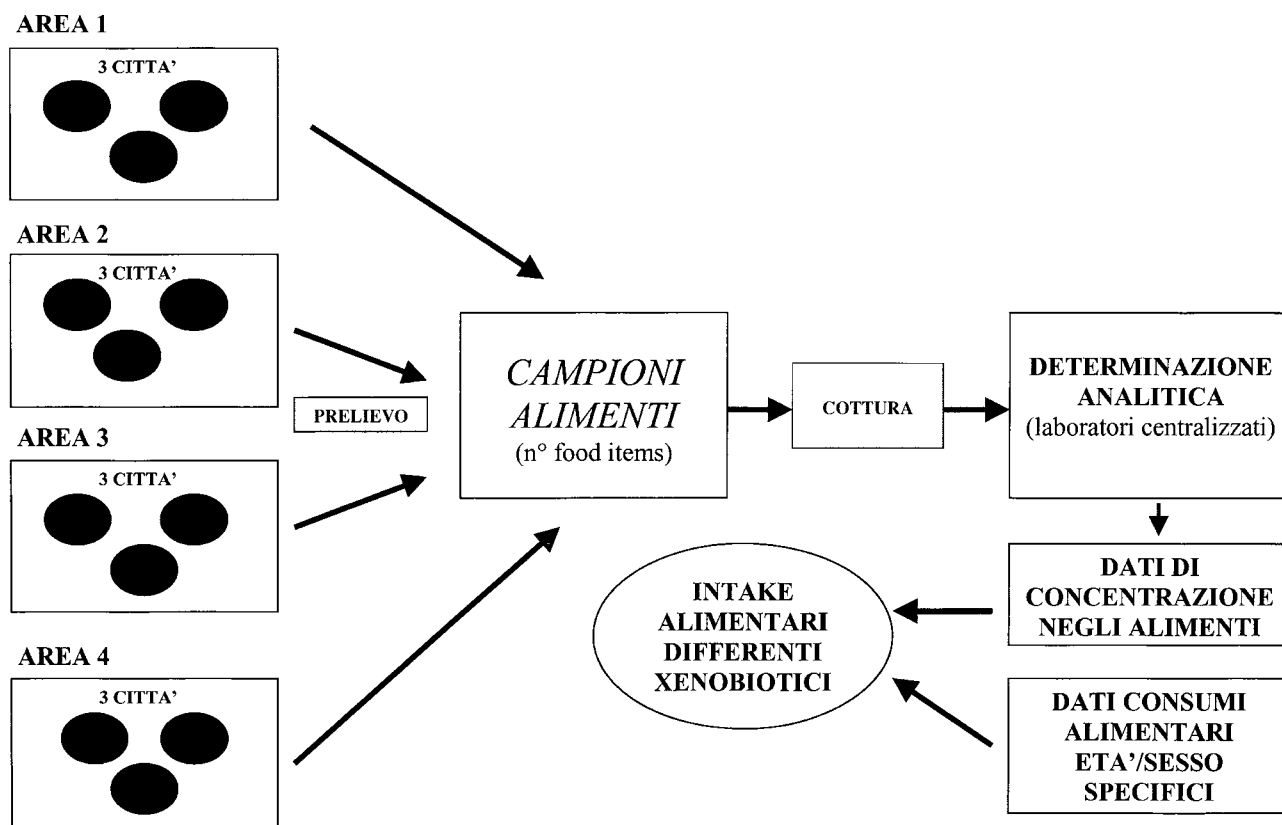 AREA 1
3 CITTA’
AREA 2
3 CITTA’
PRELIEVO
AREA 3
3 CITTA’
AREA 4
3 CITTA’
CAMPIONI
ALIMENTI
(n° food items)
COTTURA
DETERMINAZIONE
ANALITICA
(laboratori centralizzati)
DATI DI
CONCENTRAZIONE
NEGLI ALIMENTI
INTAKE
ALIMENTARI
DIFFERENTI
XENOBIOTICI
DATI CONSUMI
ALIMENTARI
ETA’/SESSO
SPECIFICI